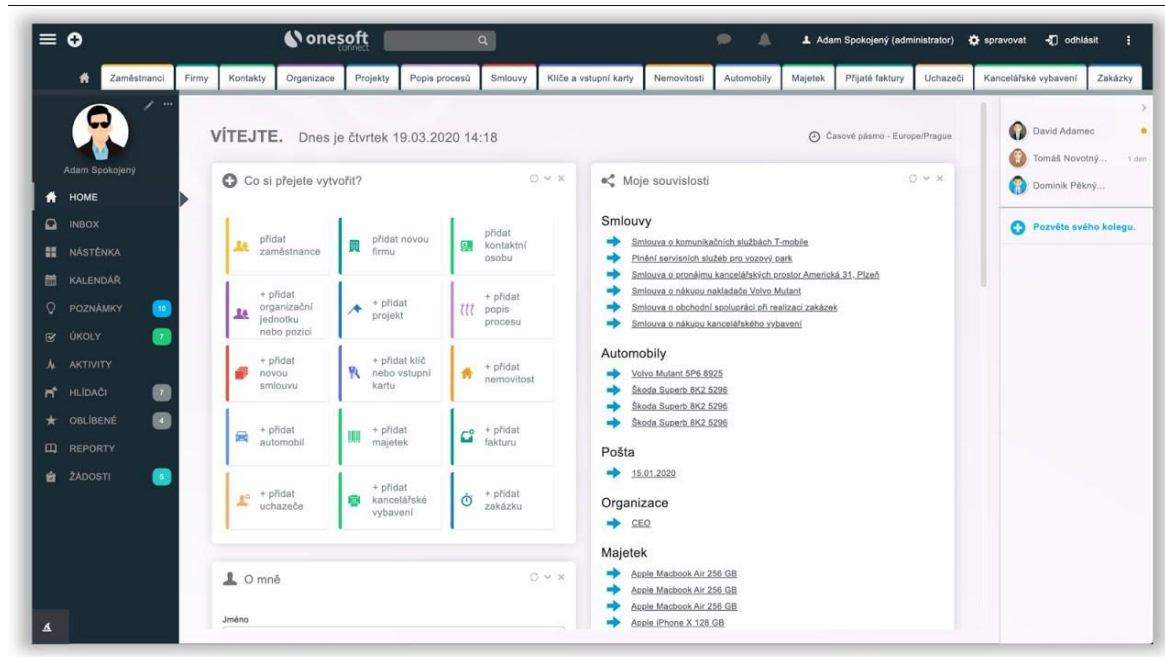 onesoft
connect
Adam Spokojený (administrator)
spravovat
odhlásit
Zaměstnanci
Firmy
Kontakty
Organizace
Projekty
Popis procesů
Smlouvy
Klíče a vstupní karty
Nemovitosti
Automobily
Majetek
Přijaté faktury
Uchazeči
Kancelářské vybavení
Zakázky
Adam Spokojený
HOME
INBOX
NÁSTĚNKA
KALENDÁŘ
POZNÁMKY 10
ÚKOLY 7
AKTIVITY
HLÍDAČI 7
OBLÍBENÉ 4
REPORTY
ŽÁDOSTI 5
VÍTEJTE. Dnes je čtvrtek 19.03.2020 14:18
Časové pásmo - Europe/Prague
Co si přejete vytvořit?
přidat
zaměstnance
přidat novou
firmu
přidat
kontaktní
osobu
+ přidat
organizační
jednotku
nebo pozici
+ přidat
projekt
+ přidat
popis
procesu
+ přidat
novou
smlouvu
+ přidat klíč
nebo vstupní
kartu
+ přidat
nemovitost
+ přidat
automobil
+ přidat
majetek
+ přidat
fakturu
+ přidat
uchazeče
+ přidat
kancelářské
vybavení
+ přidat
zakázku
O mně
Jméno
Moje souvislosti
Smlouvy
Smlouva o komunikačních službách T-mobile
Plnění servisních služeb pro vozový park
Smlouva o pronájmu kancelářských prostor Americká 31, Plzeň
Smlouva o nákupu nakladače Volvo Mutant
Smlouva o obchodní spolupráci při realizaci zakázek
Smlouva o nákupu kancelářského vybavení
Automobily
Volvo Mutant 5P6 8925
Škoda Superb 8K2 5296
Škoda Superb 8K2 5296
Škoda Superb 8K2 5296
Pošta
15.01.2020
Organizace
CEO
Majetek
Apple Macbook Air 256 GB
Apple Macbook Air 256 GB
Apple Macbook Air 256 GB
Apple iPhone X 128 GB
David Adamec
Tomáš Novotný... 1 den
Dominik Pěkný...
Pozvěte svého kolegu.